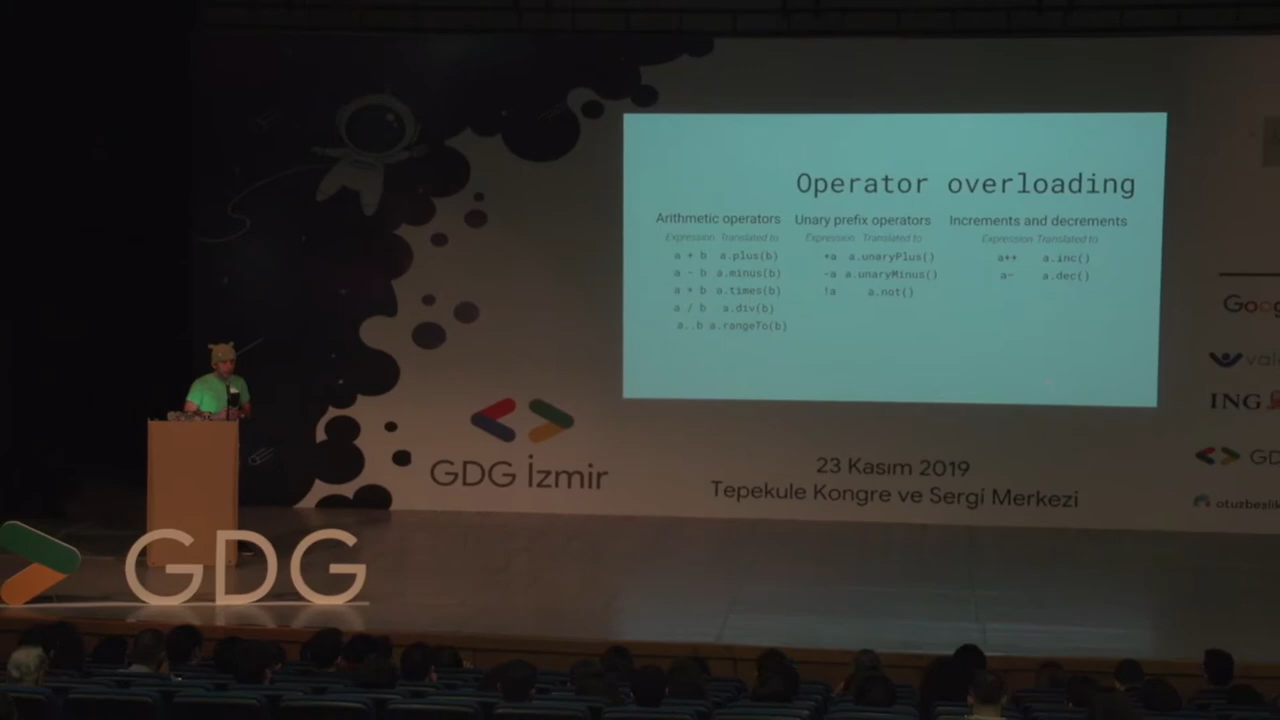 Operator overloading
Arithmetic operators
Expression Translated to
a + b a.plus(b)
a - b a.minus(b)
a * b a.times(b)
a / b a.div(b)
a..b a.rangeTo(b)
Unary prefix operators
Expression Translated to
+a a.unaryPlus()
-a a.unaryMinus()
!a a.not()
Increments and decrements
Expression Translated to
a++ a.inc()
a-- a.dec()
GDG İzmir
23 Kasım 2019
Tepekule Kongre ve Sergi Merkezi
ING
GDG